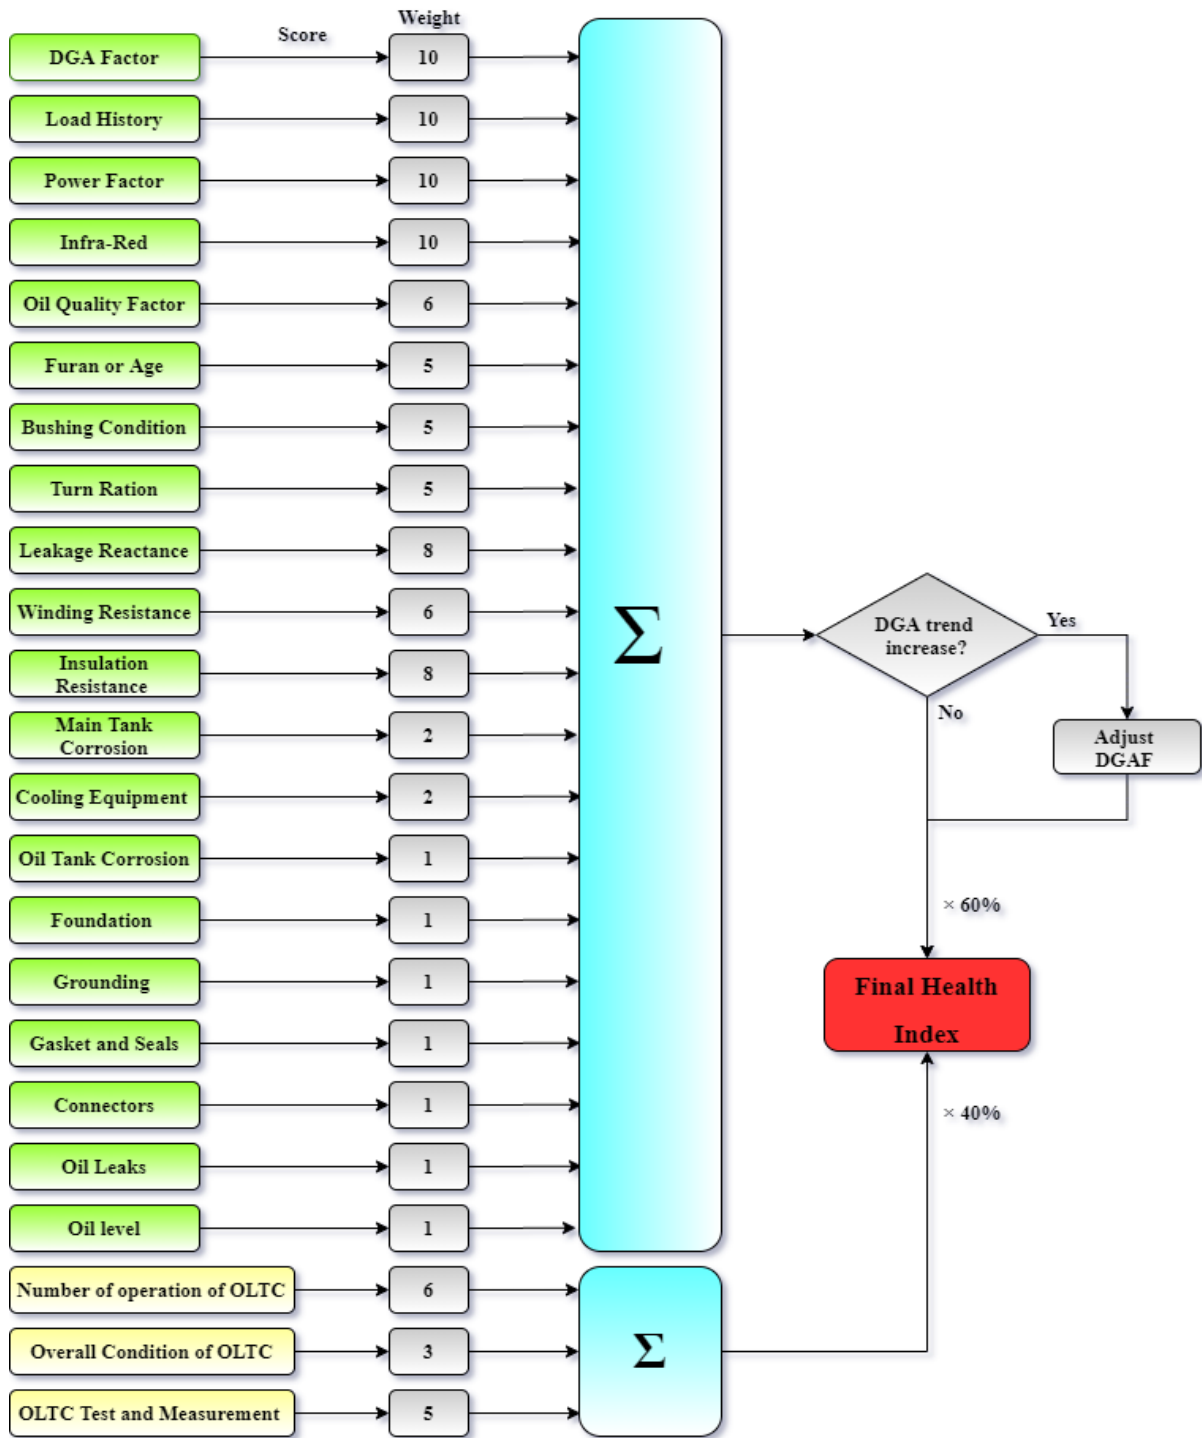 Score
Weight
DGA Factor
10
Load History
10
Power Factor
10
Infra-Red
10
Oil Quality Factor
6
Furan or Age
5
Bushing Condition
5
Turn Ration
5
Leakage Reactance
8
Winding Resistance
6
Insulation
Resistance
8
Main Tank
Corrosion
2
Cooling Equipment
2
Oil Tank Corrosion
1
Foundation
1
Grounding
1
Gasket and Seals
1
Connectors
1
Oil Leaks
1
Oil level
1
Σ
Number of operation of OLTC
6
Overall Condition of OLTC
3
OLTC Test and Measurement
5
Σ
DGA trend
increase?
Yes
No
Adjust
DGAF
× 60%
Final Health
Index
× 40%